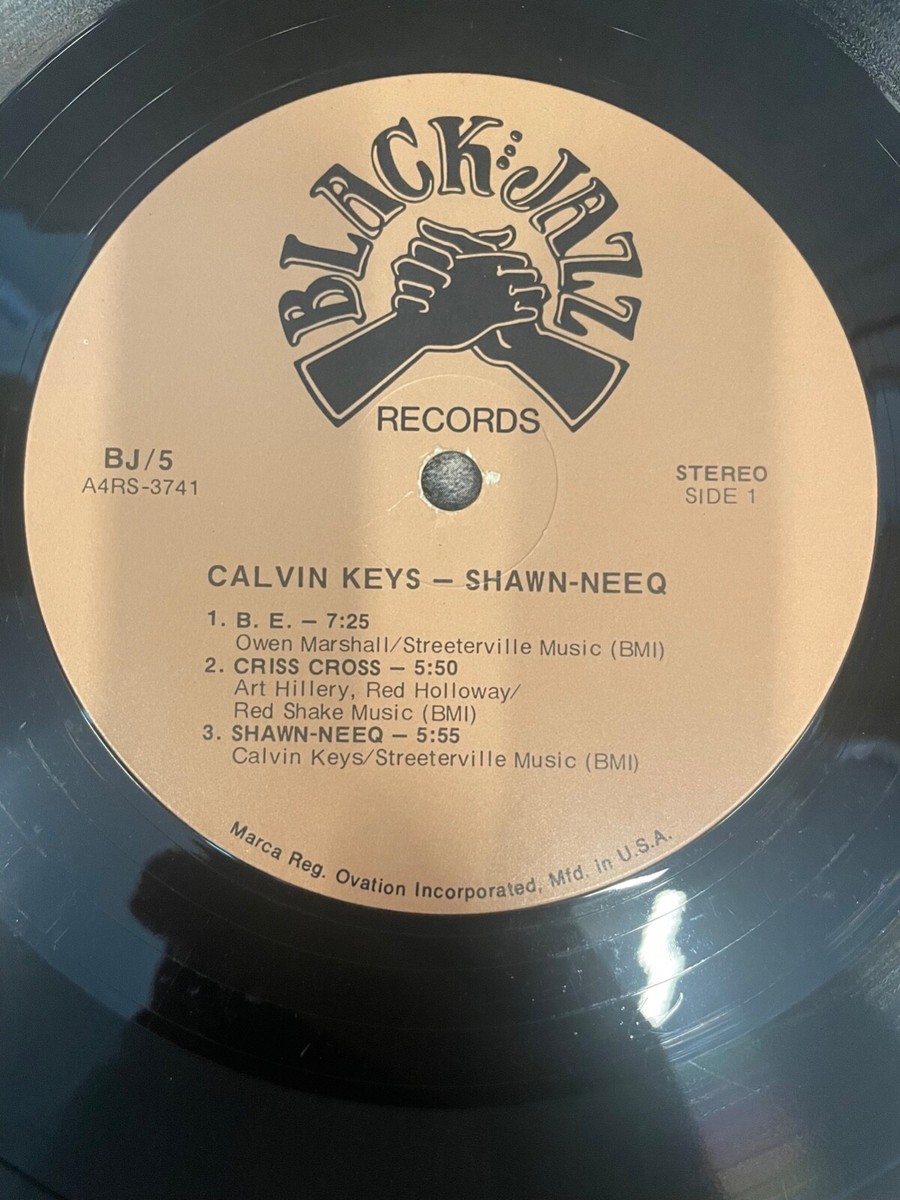 BLACK JAZZ
RECORDS
BJ/5
A4RS-3741
STEREO
SIDE 1
CALVIN KEYS — SHAWN-NEEQ
1. B. E. — 7:25
Owen Marshall/Streeterville Music (BMI)
2. CRISS CROSS — 5:50
Art Hillery, Red Holloway/
Red Shake Music (BMI)
3. SHAWN-NEEQ — 5:55
Calvin Keys/Streeterville Music (BMI)
Marca Reg. Ovation Incorporated, Mfd. in U.S.A.